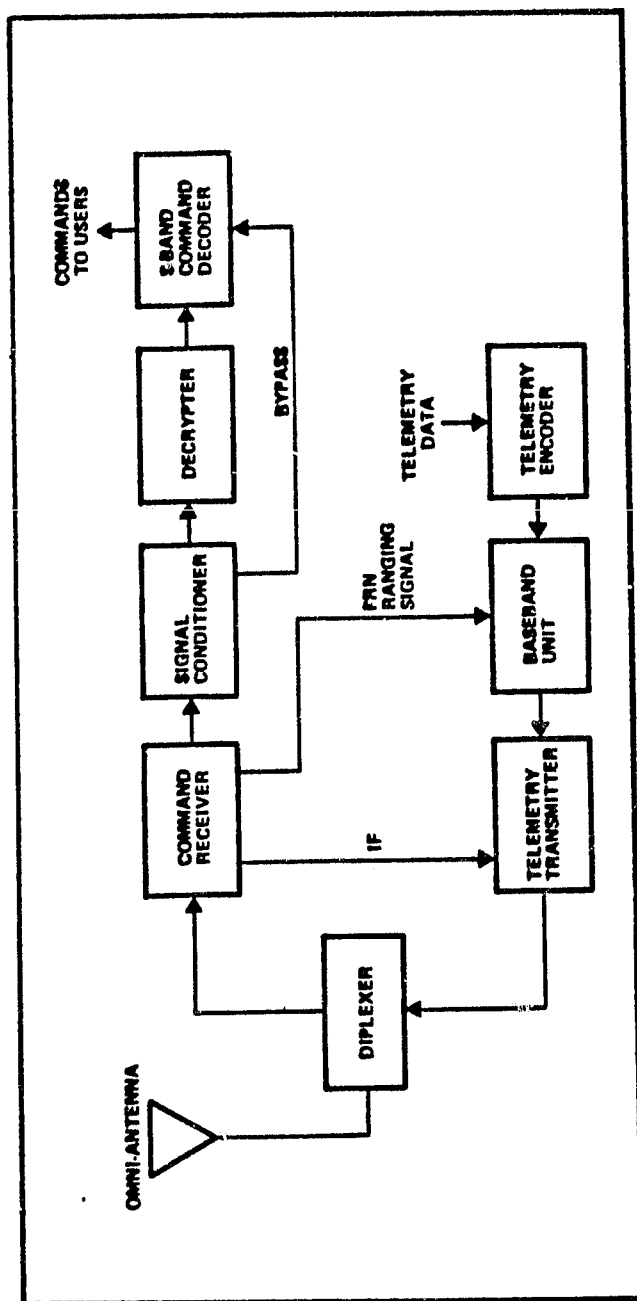 OMNI-ANTENNA
DIPLEXER
COMMAND
RECEIVER
SIGNAL
CONDITIONER
DECRYPTER
S-BAND
COMMAND
DECODER
COMMANDS
TO USERS
BYPASS
IF
PRN
RANGING
SIGNAL
TELEMETRY
DATA
TELEMETRY
TRANSMITTER
BASEBAND
UNIT
TELEMETRY
ENCODER